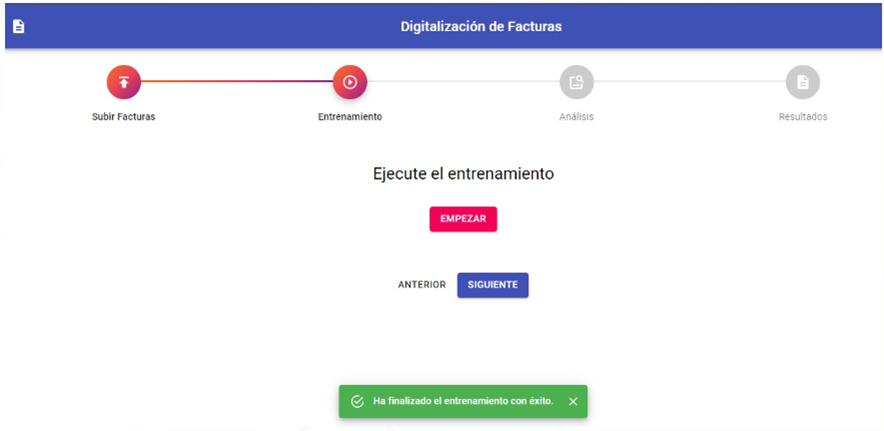 Digitalización de Facturas
Subir Facturas
Entrenamiento
Análisis
Resultados
Ejecute el entrenamiento
EMPEZAR
ANTERIOR
SIGUIENTE
Ha finalizado el entrenamiento con éxito.